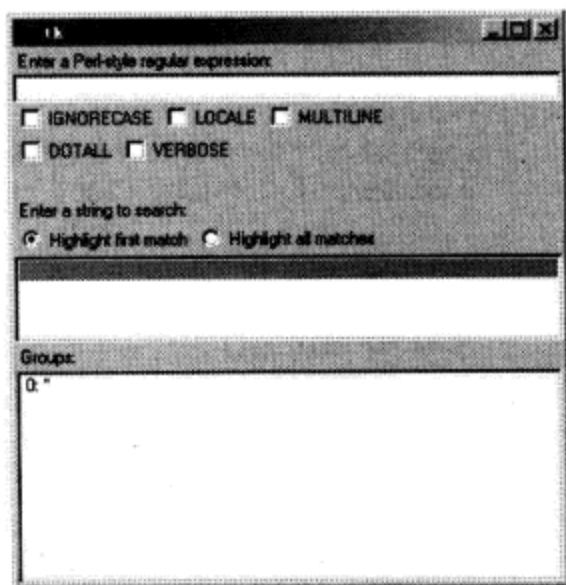 tk
Enter a Perl-style regular expression:
IGNORECASE LOCALE MULTILINE
DOTALL VERBOSE
Enter a string to search:
Highlight first match Highlight all matches
Groups:
0: ''